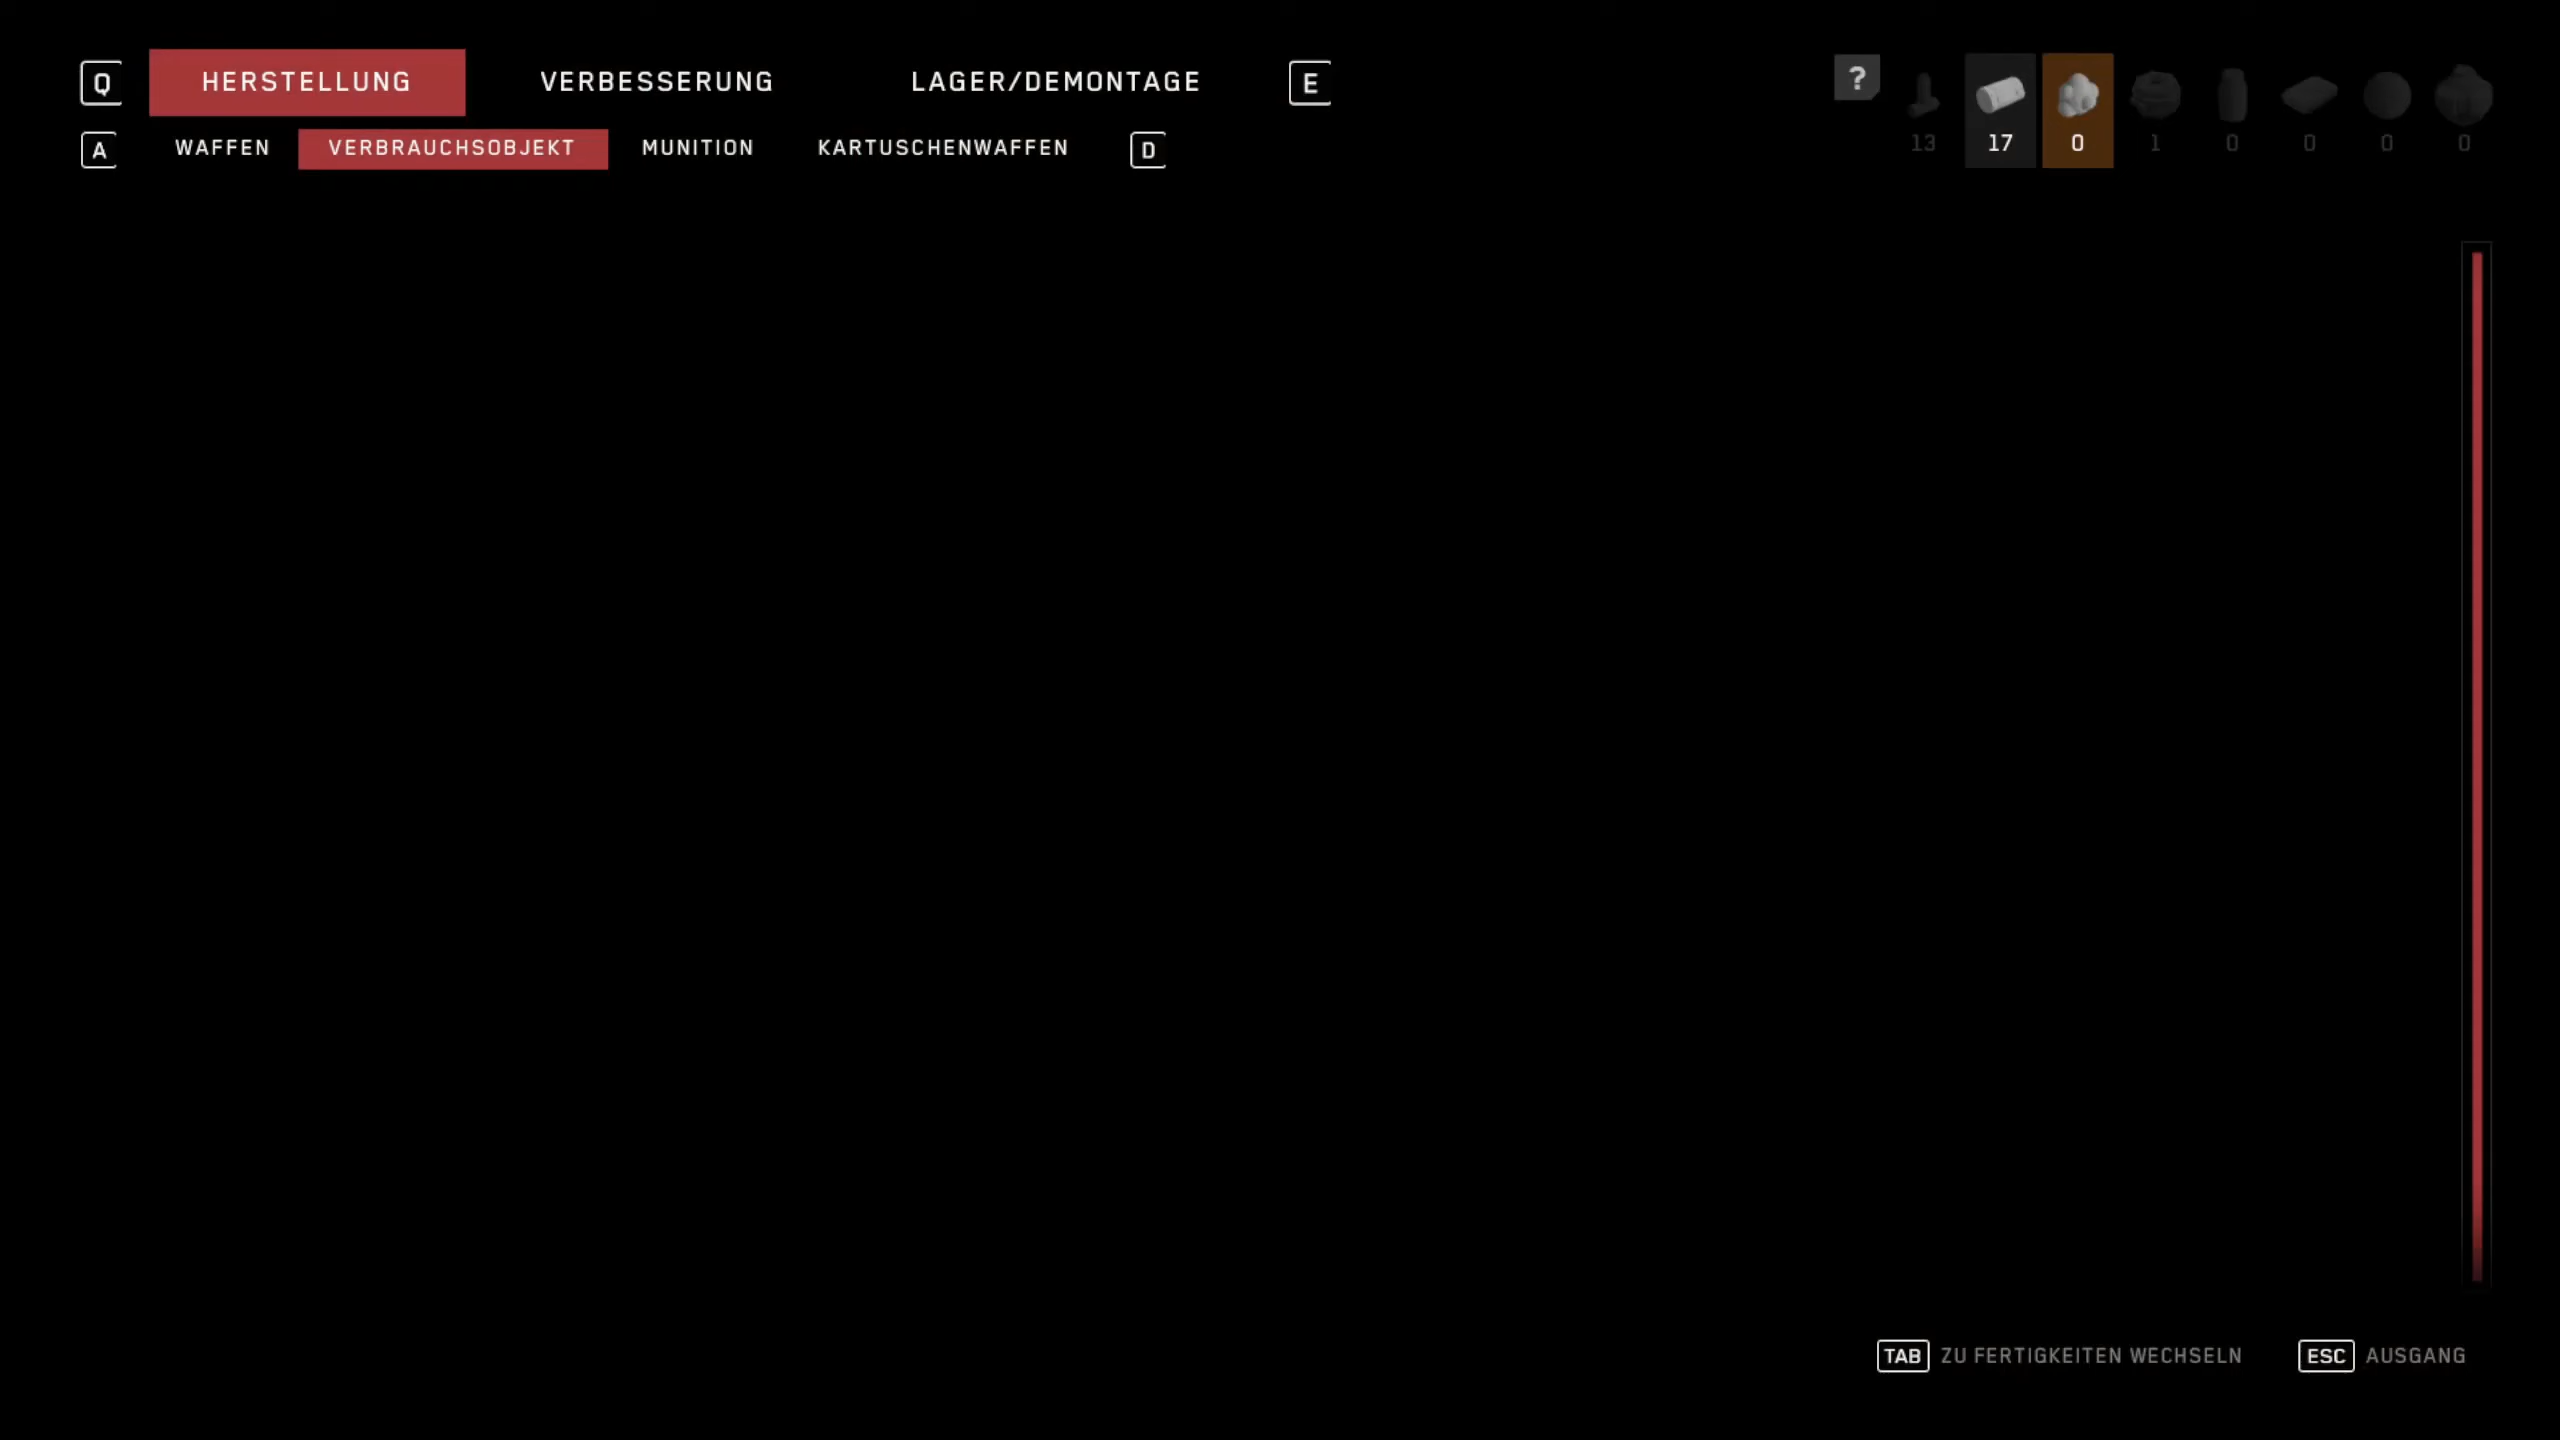 Q HERSTELLUNG VERBESSERUNG LAGER/DEMONTAGE E
A WAFFEN VERBRAUCHSOBJEKT MUNITION KARTUSCHENWAFFEN D
?
13 17 0 1 0 0 0 0
TAB ZU FERTIGKEITEN WECHSELN ESC AUSGANG